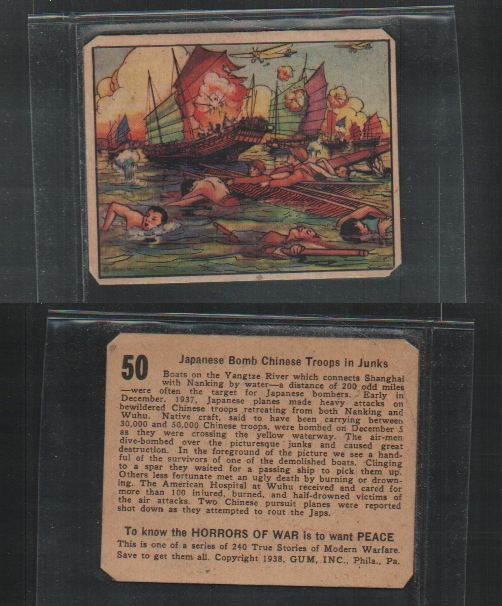 50
Japanese Bomb Chinese Troops in Junks
Boats on the Yangtze River which connects Shanghai
with Nanking by water—a distance of 200 odd miles
—were often the target for Japanese bombers. Early in
December, 1937, Japanese planes made heavy attacks on
bewildered Chinese troops retreating from both Nanking and
Wuhu. Native craft, said to have been carrying between
30,000 and 50,000 Chinese troops, were bombed on December 5
as they were crossing the yellow waterway. The air-men
dive-bombed over the picturesque junks and caused great
destruction. In the foreground of the picture we see a hand-
ful of the survivors of one of the demolished boats. Clinging
to a spar they waited for a passing ship to pick them up.
Others less fortunate met an ugly death by burning or drown-
ing. The American Hospital at Wuhu received and cared for
more than 100 injured, burned, and half-drowned victims of
the air attacks. Two Chinese pursuit planes were reported
shot down as they attempted to rout the Japs.
To know the HORRORS OF WAR is to want PEACE
This is one of a series of 240 True Stories of Modern Warfare.
Save to get them all. Copyright 1938, GUM, INC., Phila., Pa.